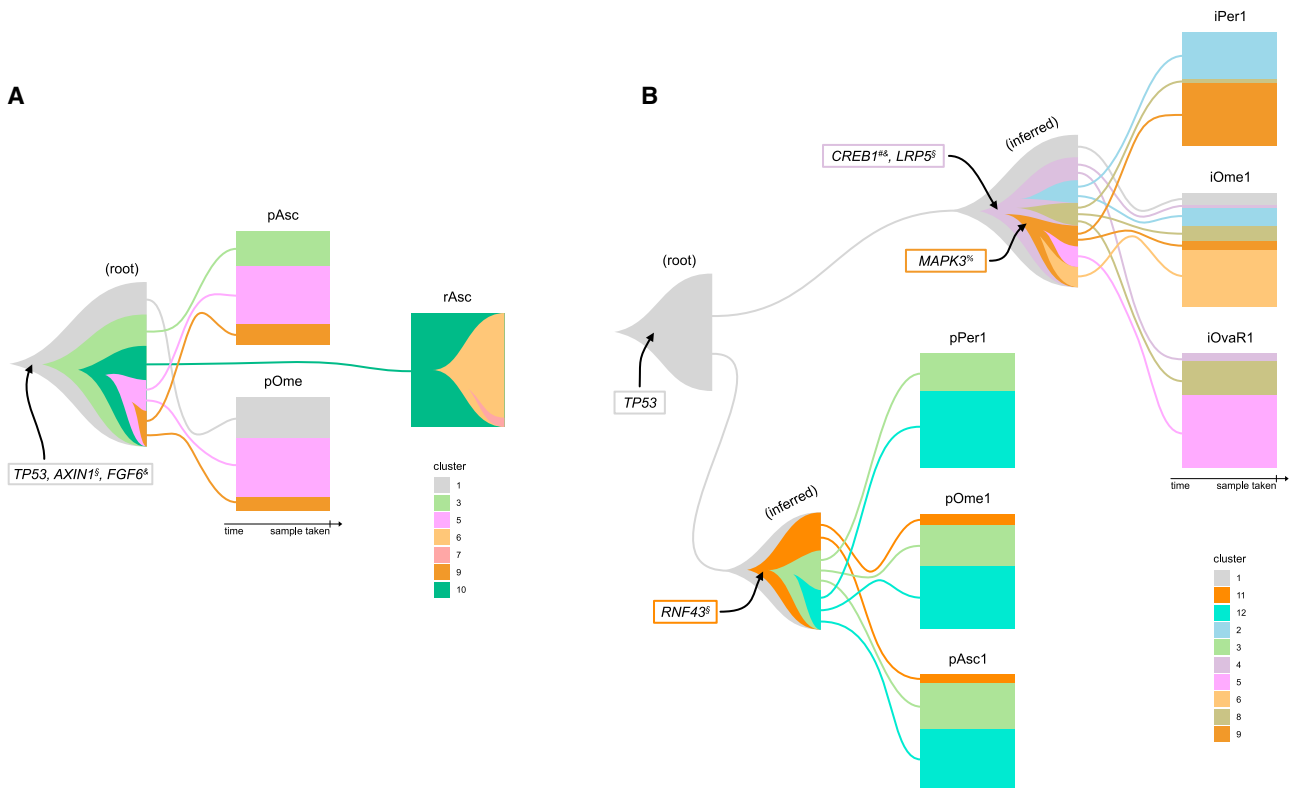 A
(root)
TP53, AXIN1§, FGF6&
pAsc
pOme
time
sample taken
rAsc
cluster
1
3
5
6
7
9
10
B
(root)
TP53
(inferred)
CREB1#&, LRP5§
MAPK3%
iPer1
iOme1
iOvaR1
time
sample taken
(inferred)
RNF43§
pPer1
pOme1
pAsc1
cluster
1
11
12
2
3
4
5
6
8
9